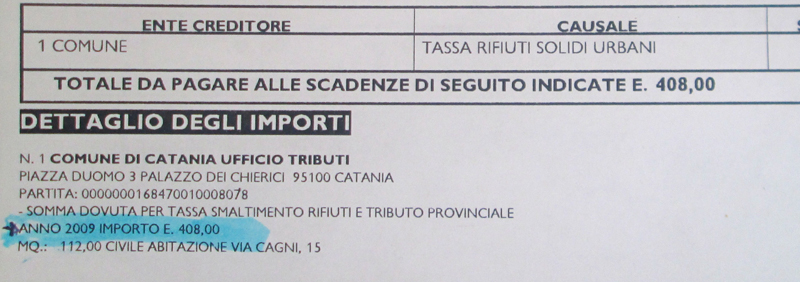 ENTE CREDITORE CAUSALE
1 COMUNE TASSA RIFIUTI SOLIDI URBANI
TOTALE DA PAGARE ALLE SCADENZE DI SEGUITO INDICATE E. 408,00
DETTAGLIO DEGLI IMPORTI
N. 1 COMUNE DI CATANIA UFFICIO TRIBUTI
PIAZZA DUOMO 3 PALAZZO DEI CHIERICI 95100 CATANIA
PARTITA: 0000000168470010008078
- SOMMA DOVUTA PER TASSA SMALTIMENTO RIFIUTI E TRIBUTO PROVINCIALE
ANNO 2009 IMPORTO E. 408,00
MQ.: 112,00 CIVILE ABITAZIONE VIA CAGNI, 15